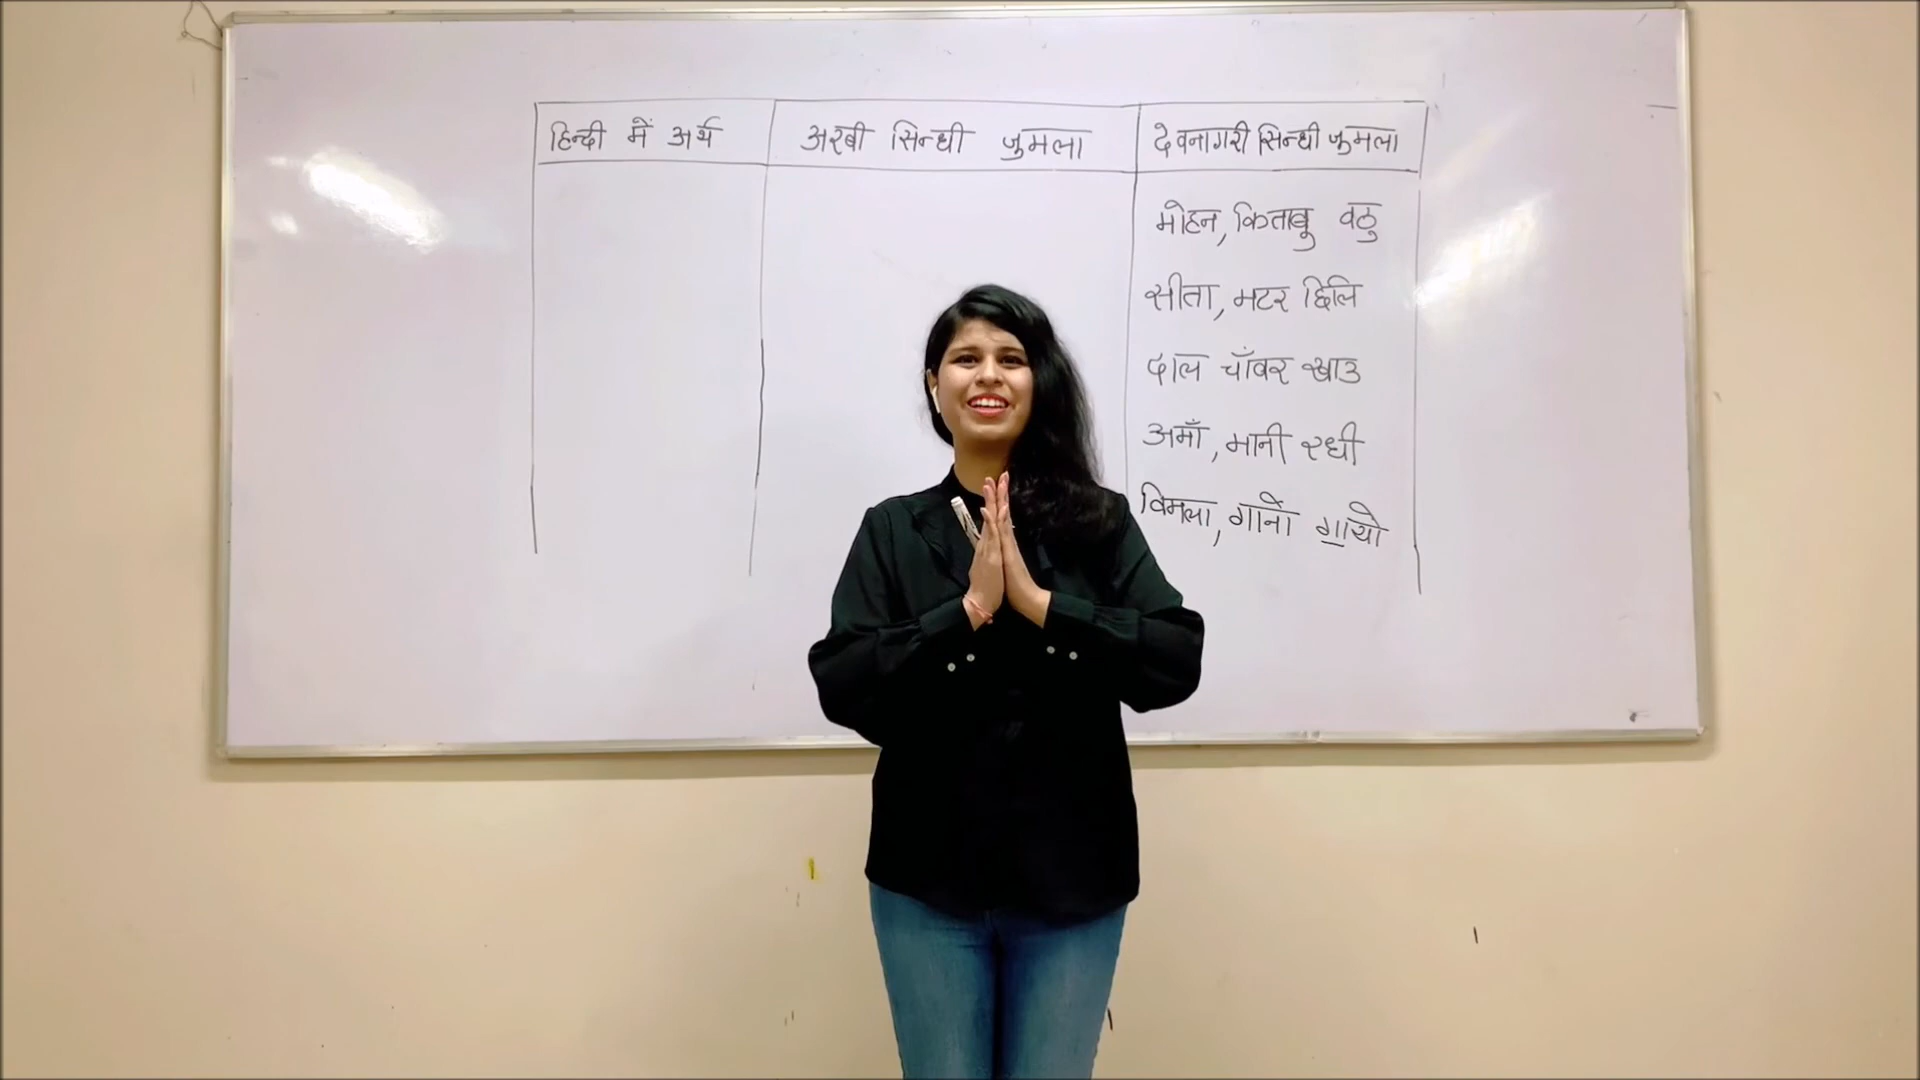 हिन्दी में अर्थ
अरबी सिन्धी जुमला
देवनागरी सिन्धी जुमला
मोहन, किताबु वठु
सीता, मटर छिलि
दाल चाँवर खाउ
अमाँ, मानी रधी
विमला, गानो ग॒ायो